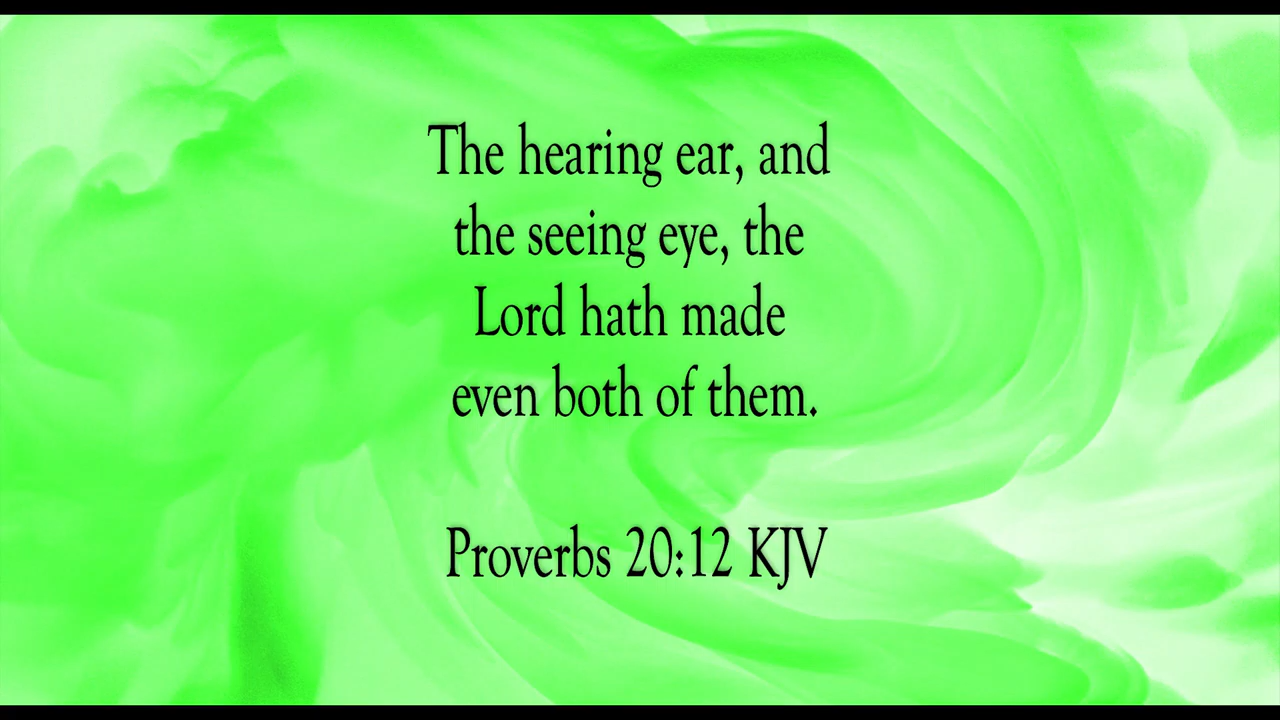 The hearing ear, and
the seeing eye, the
Lord hath made
even both of them.
Proverbs 20:12 KJV